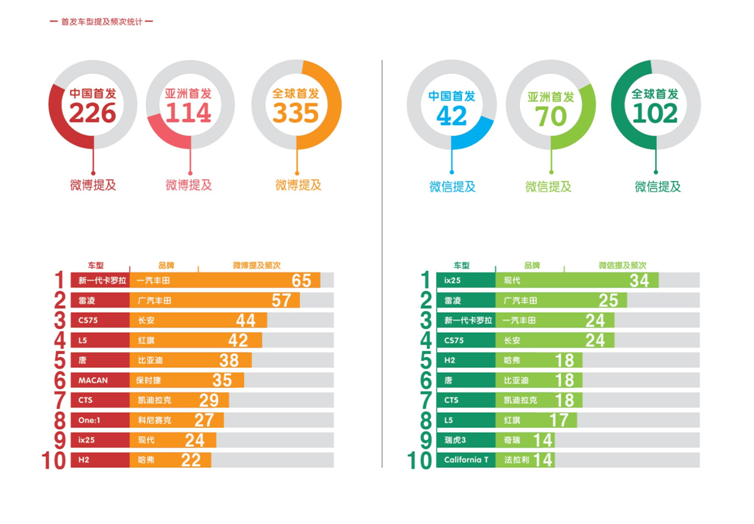 首发车型提及频次统计
中国首发
226
微博提及
亚洲首发
114
微博提及
全球首发
335
微博提及
中国首发
42
微信提及
亚洲首发
70
微信提及
全球首发
102
微信提及
车型 品牌 微博提及频次
1 新一代卡罗拉 一汽丰田 65
2 雷凌 广汽丰田 57
3 CS75 长安 44
4 L5 红旗 42
5 唐 比亚迪 38
6 MACAN 保时捷 35
7 CTS 凯迪拉克 29
8 One:1 科尼赛克 27
9 ix25 现代 24
10 H2 哈弗 22
车型 品牌 微信提及频次
1 ix25 现代 34
2 雷凌 广汽丰田 25
3 新一代卡罗拉 一汽丰田 24
4 CS75 长安 24
5 H2 哈弗 18
6 唐 比亚迪 18
7 CTS 凯迪拉克 18
8 L5 红旗 17
9 瑞虎3 奇瑞 14
10 California T 法拉利 14